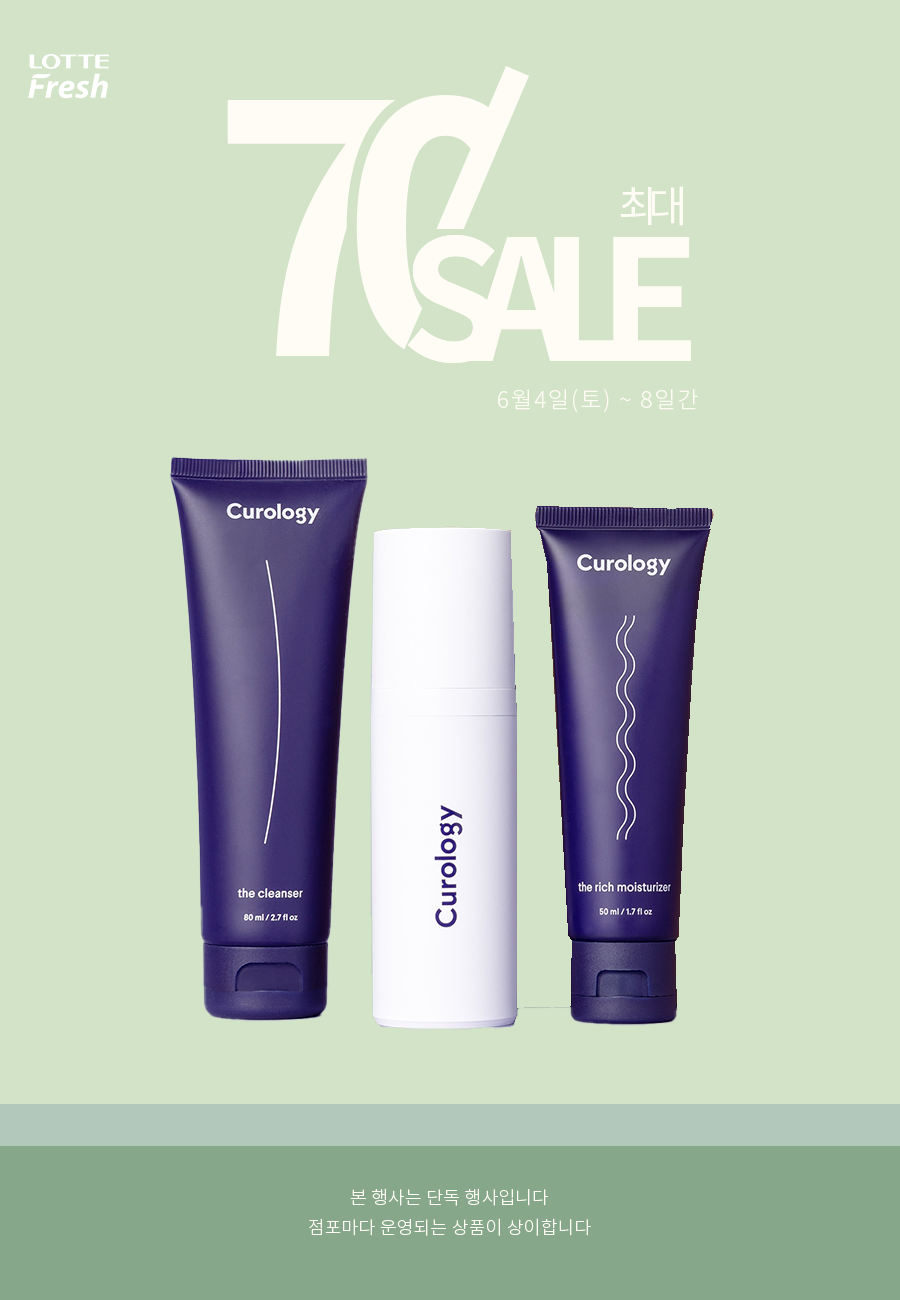 LOTTE
Fresh
70%
최대
SALE
6월4일(토) ~ 8일간
Curology
the cleanser
80 ml / 2.7 fl oz
Curology
Curology
the rich moisturizer
50 ml / 1.7 fl oz
본 행사는 단독 행사입니다
점포마다 운영되는 상품이 상이합니다